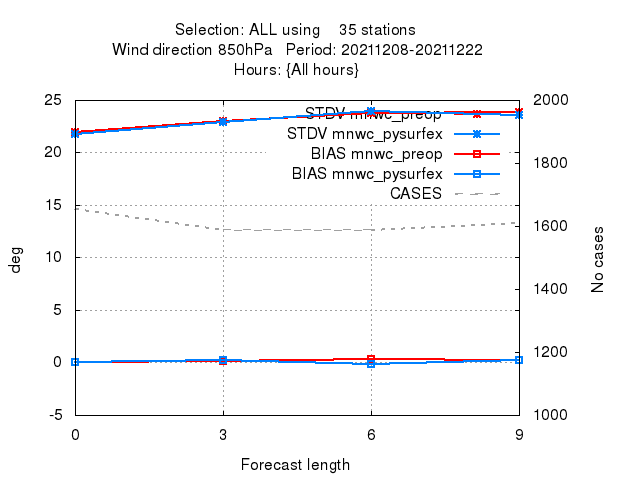 Selection: ALL using    35 stations
Wind direction 850hPa   Period: 20211208-20211222
Hours: {All hours}
25
20
15
10
5
0
-5
deg
STDV mnwc_preop
STDV mnwc_pysurfex
BIAS mnwc_preop
BIAS mnwc_pysurfex
CASES
2000
1800
1600
1400
1200
1000
No cases
0
3
6
9
Forecast length